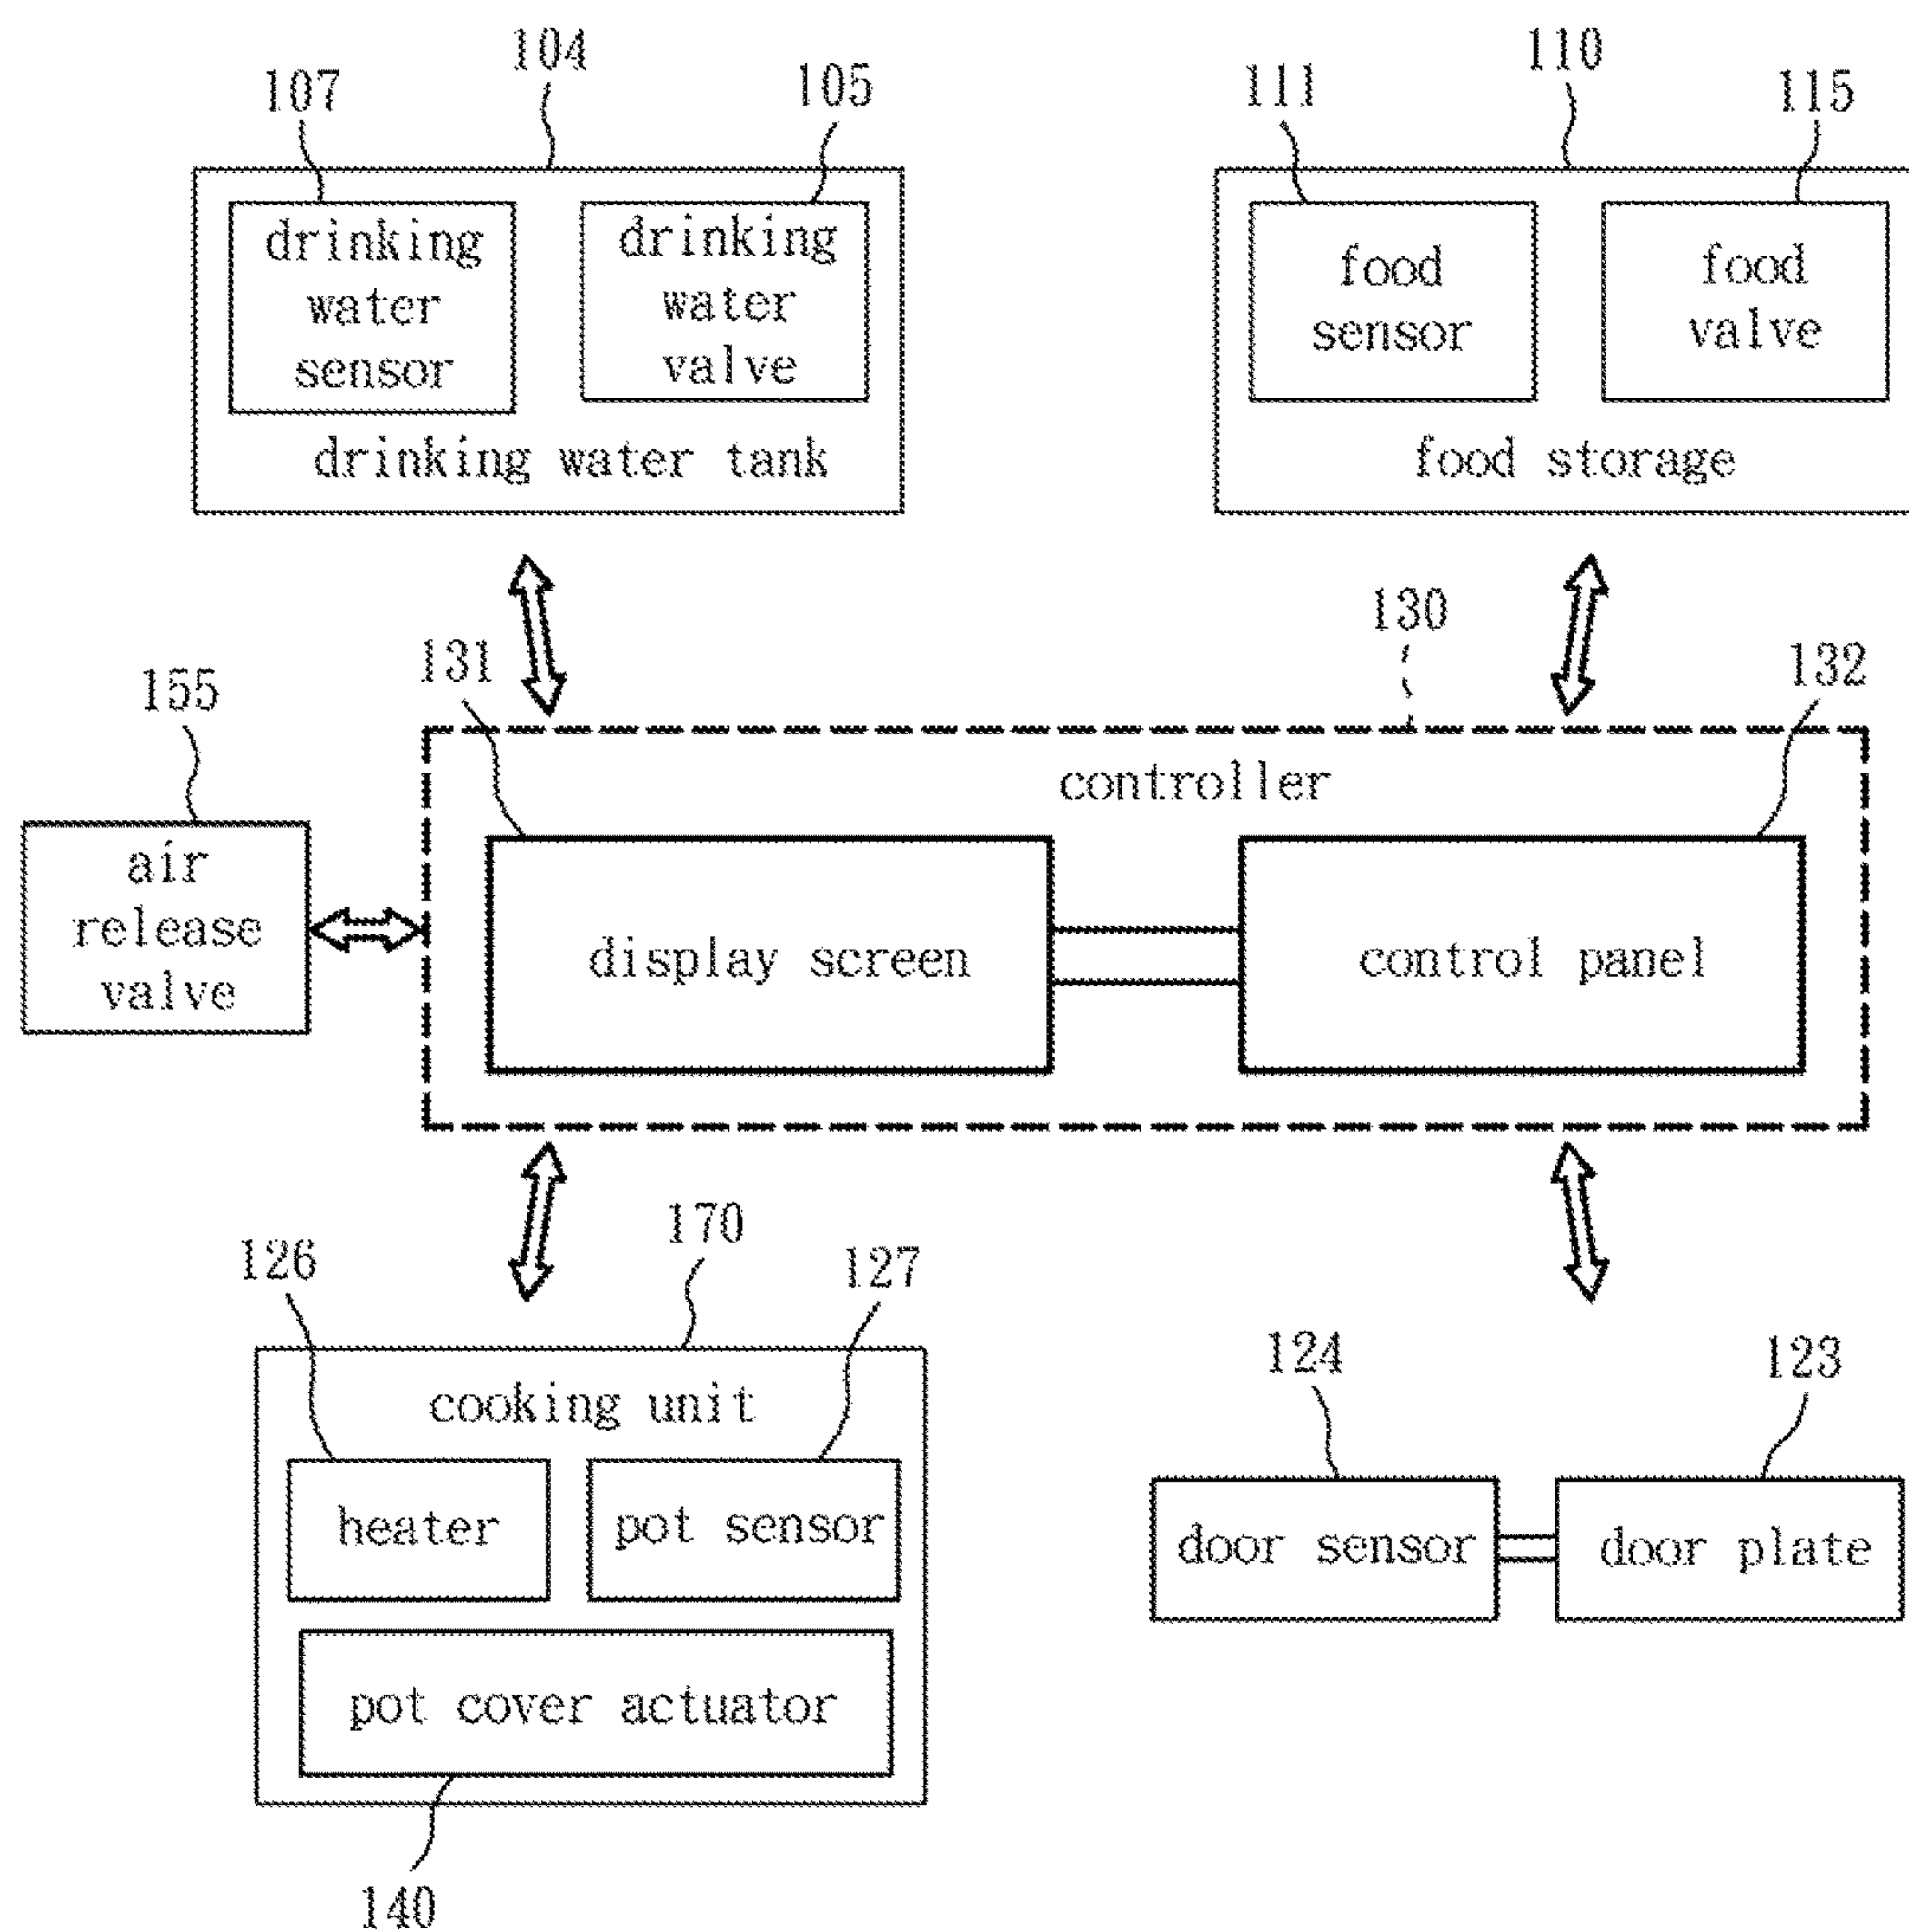 104
110
107
105
111
115
drinking
water
sensor
drinking
water
valve
food
sensor
food
valve
drinking water tank
food storage
130
131
132
155
controller
air
release
valve
display screen
control panel
170
126
127
124
123
cooking unit
heater
pot sensor
door sensor
door plate
pot cover actuator
140